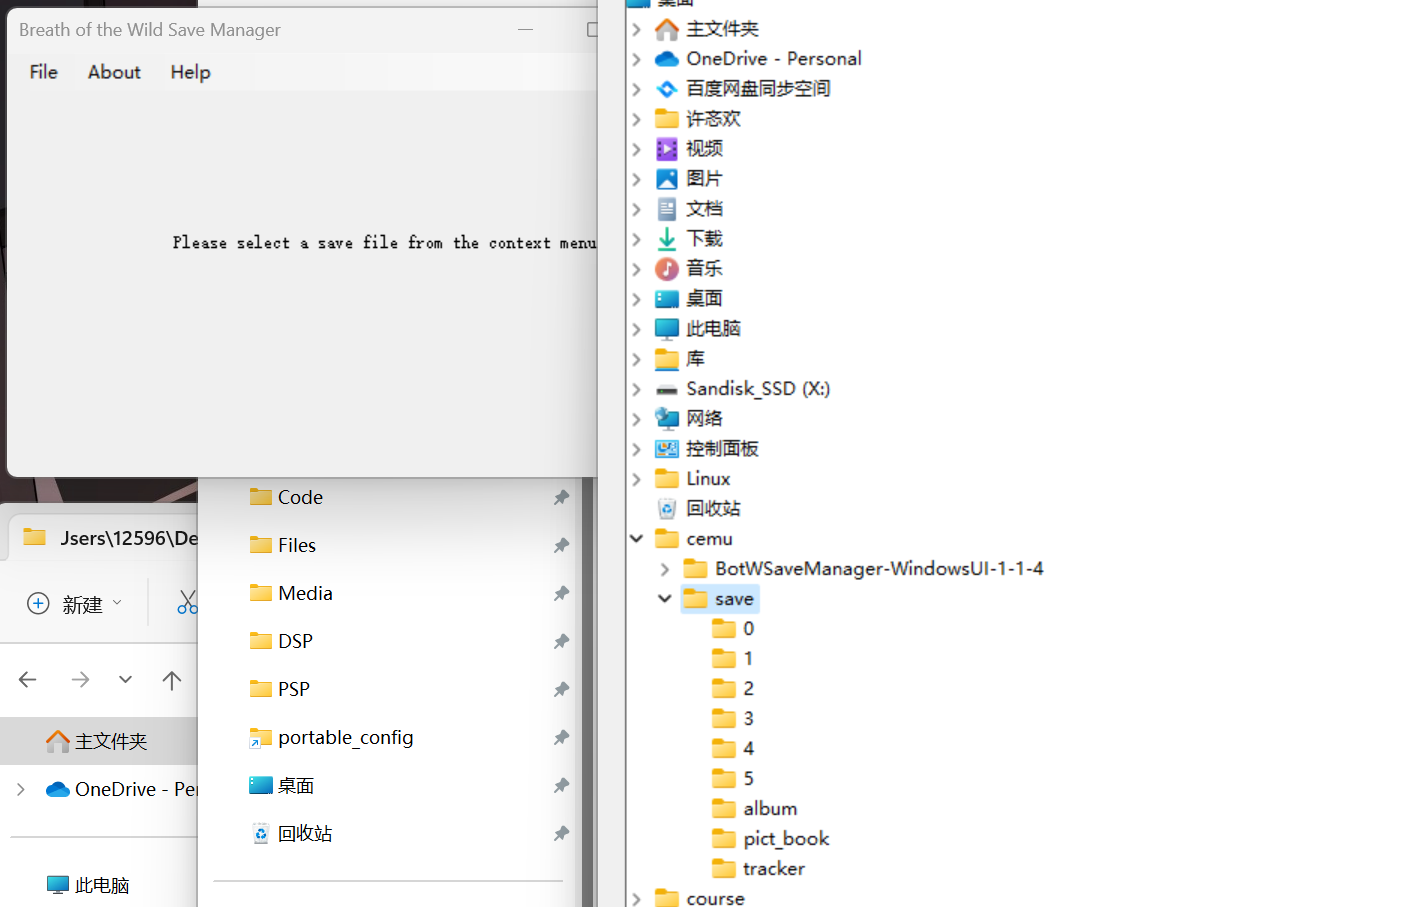 Breath of the Wild Save Manager
File About Help
Please select a save file from the context menu
Code
Files
Media
DSP
PSP
portable_config
桌面
回收站
Jsers\12596\De
新建
主文件夹
OneDrive - Per
此电脑
桌面
主文件夹
OneDrive - Personal
百度网盘同步空间
许忞欢
视频
图片
文档
下载
音乐
桌面
此电脑
库
Sandisk_SSD (X:)
网络
控制面板
Linux
回收站
cemu
BotWSaveManager-WindowsUI-1-1-4
save
0
1
2
3
4
5
album
pict_book
tracker
course